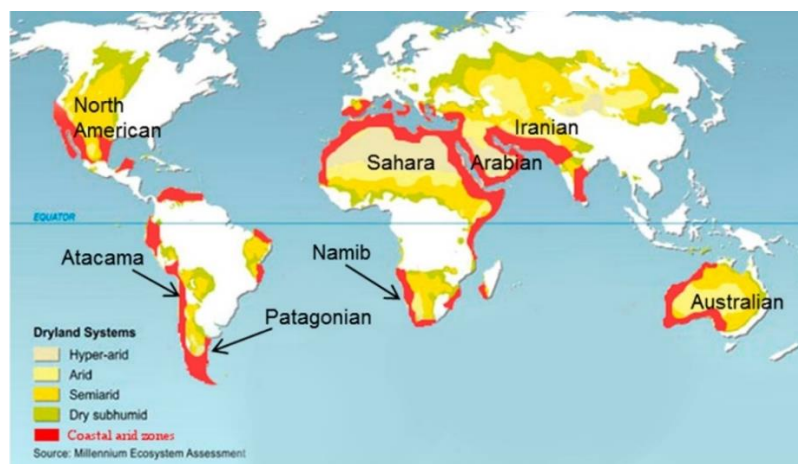 North
American
Iranian
Sahara
Arabian
EQUATOR
Atacama
Namib
Australian
Patagonian
Dryland Systems
Hyper-arid
Arid
Semiarid
Dry subhumid
Coastal arid zones
Source: Millennium Ecosystem Assessment